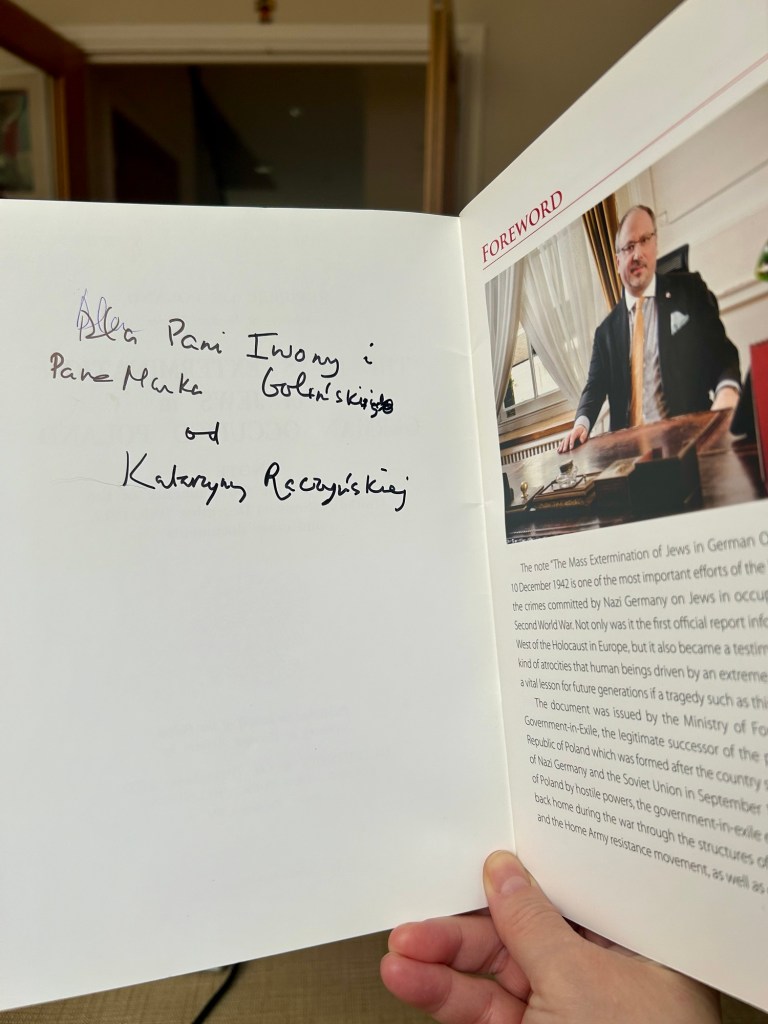 Dla Pani Iwony i
Pana Marka Golińskiego
od
Katarzyny Raczyńskiej
FOREWORD
The note "The Mass Extermination of Jews in German O
10 December 1942 is one of the most important efforts of the
the crimes committed by Nazi Germany on Jews in occup
Second World War. Not only was it the first official report info
West of the Holocaust in Europe, but it also became a testim
kind of atrocities that human beings driven by an extreme
a vital lesson for future generations if a tragedy such as this
The document was issued by the Ministry of Fo
Government-in-Exile, the legitimate successor of the p
Republic of Poland which was formed after the country s
of Nazi Germany and the Soviet Union in September
of Poland by hostile powers, the government-in-exile
back home during the war through the structures of
and the Home Army resistance movement, as well as